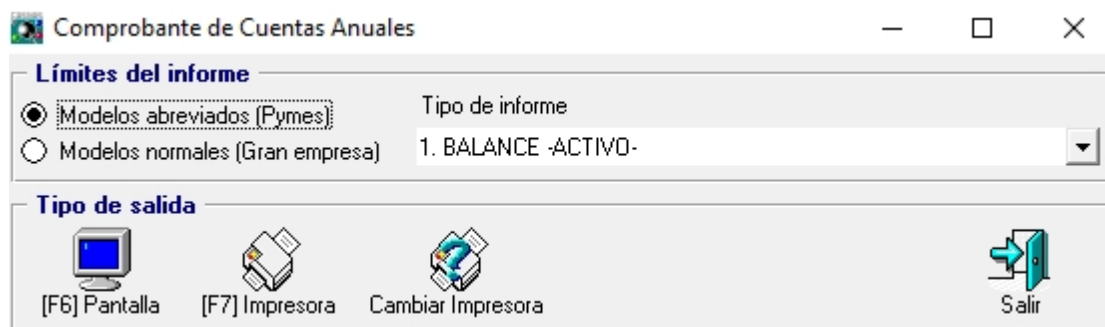 Comprobante de Cuentas Anuales
Límites del informe
Modelos abreviados (Pymes)
Tipo de informe
Modelos normales (Gran empresa)
1. BALANCE -ACTIVO-
Tipo de salida
[F6] Pantalla [F7] Impresora Cambiar Impresora Salir